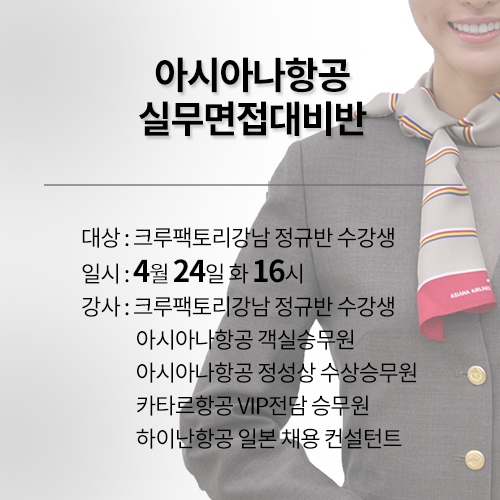 아시아나항공
실무면접대비반
대상 : 크루팩토리강남 정규반 수강생
일시 : 4월 24일 화 16시
강사 : 크루팩토리강남 정규반 수강생
아시아나항공 객실승무원
아시아나항공 정성상 수상승무원
카타르항공 VIP전담 승무원
하이난항공 일본 채용 컨설턴트
ASIANA AIRLINES